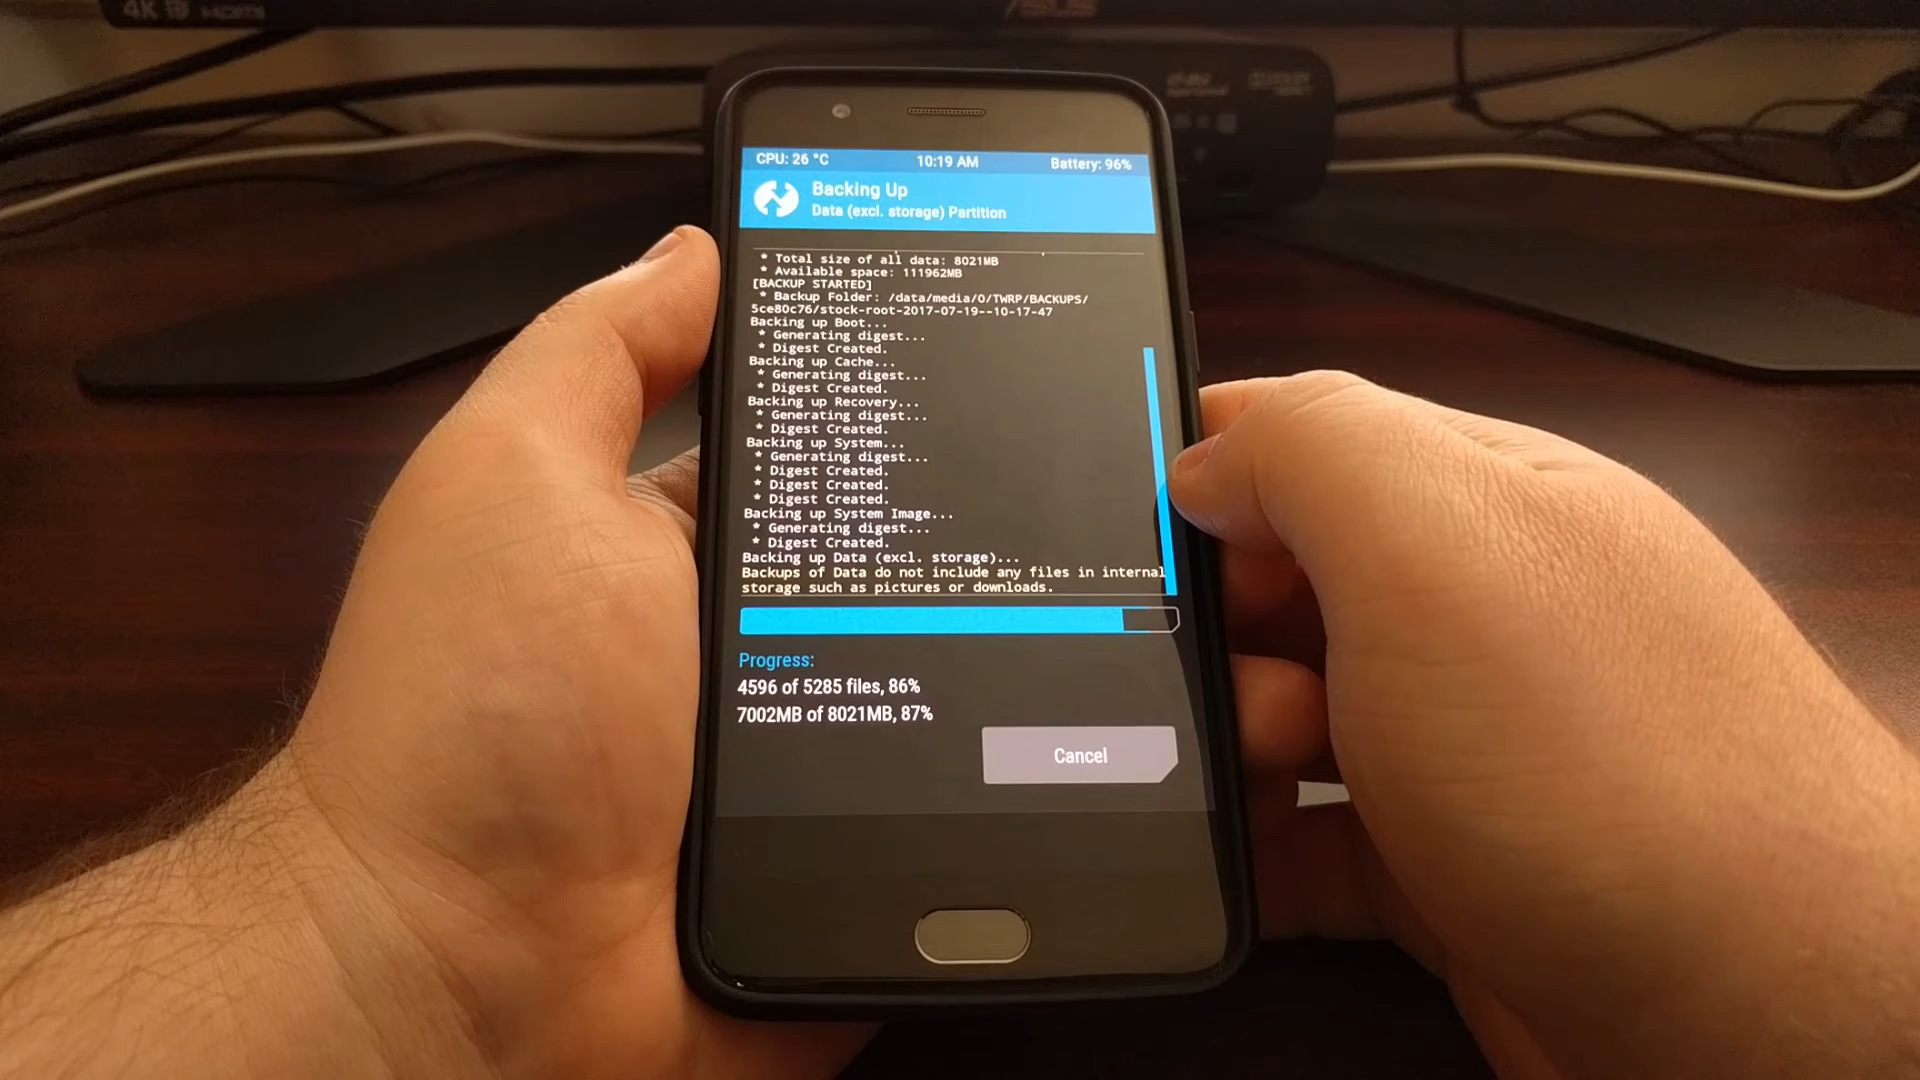 4K HDMI
ASUS
CPU: 26 °C 10:19 AM Battery: 96%
Backing Up
Data (excl. storage) Partition
* Total size of all data: 8021MB
* Available space: 111962MB
[BACKUP STARTED]
* Backup Folder: /data/media/0/TWRP/BACKUPS/
5ce80c76/stock-root-2017-07-19--10-17-47
Backing up Boot...
* Generating digest...
* Digest Created.
Backing up Cache...
* Generating digest...
* Digest Created.
Backing up Recovery...
* Generating digest...
* Digest Created.
Backing up System...
* Generating digest...
* Digest Created.
* Digest Created.
* Digest Created.
Backing up System Image...
* Generating digest...
* Digest Created.
Backing up Data (excl. storage)...
Backups of Data do not include any files in internal
storage such as pictures or downloads.
Progress:
4596 of 5285 files, 86%
7002MB of 8021MB, 87%
Cancel